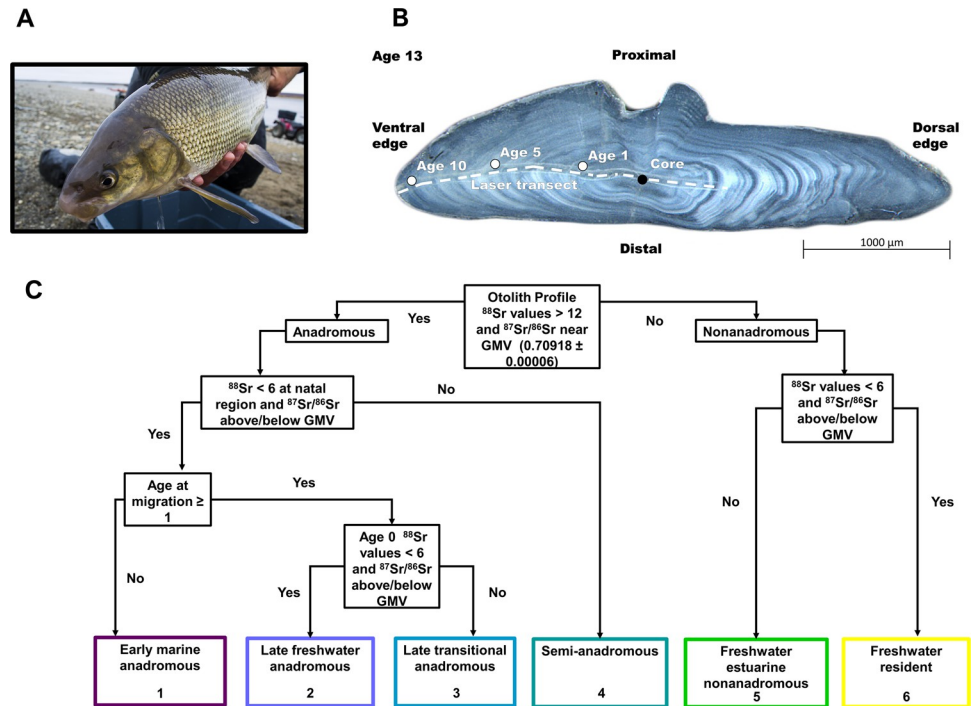 A
B
Age 13
Proximal
Ventral
edge
Dorsal
edge
Age 10
Age 5
Age 1
Core
Laser transect
Distal
1000 µm
C
Otolith Profile
⁸⁸Sr values > 12
and ⁸⁷Sr/⁸⁶Sr near
GMV (0.70918 ±
0.00006)
Yes
No
Anadromous
Nonanadromous
⁸⁸Sr < 6 at natal
region and ⁸⁷Sr/⁸⁶Sr
above/below GMV
No
Yes
⁸⁸Sr values < 6
and ⁸⁷Sr/⁸⁶Sr
above/below
GMV
Age at
migration ≥
1
Yes
No
Yes
No
Age 0 ⁸⁸Sr
values < 6
and ⁸⁷Sr/⁸⁶Sr
above/below
GMV
Yes
No
Early marine
anadromous
1
Late freshwater
anadromous
2
Late transitional
anadromous
3
Semi-anadromous
4
Freshwater
estuarine
nonanadromous
5
Freshwater
resident
6